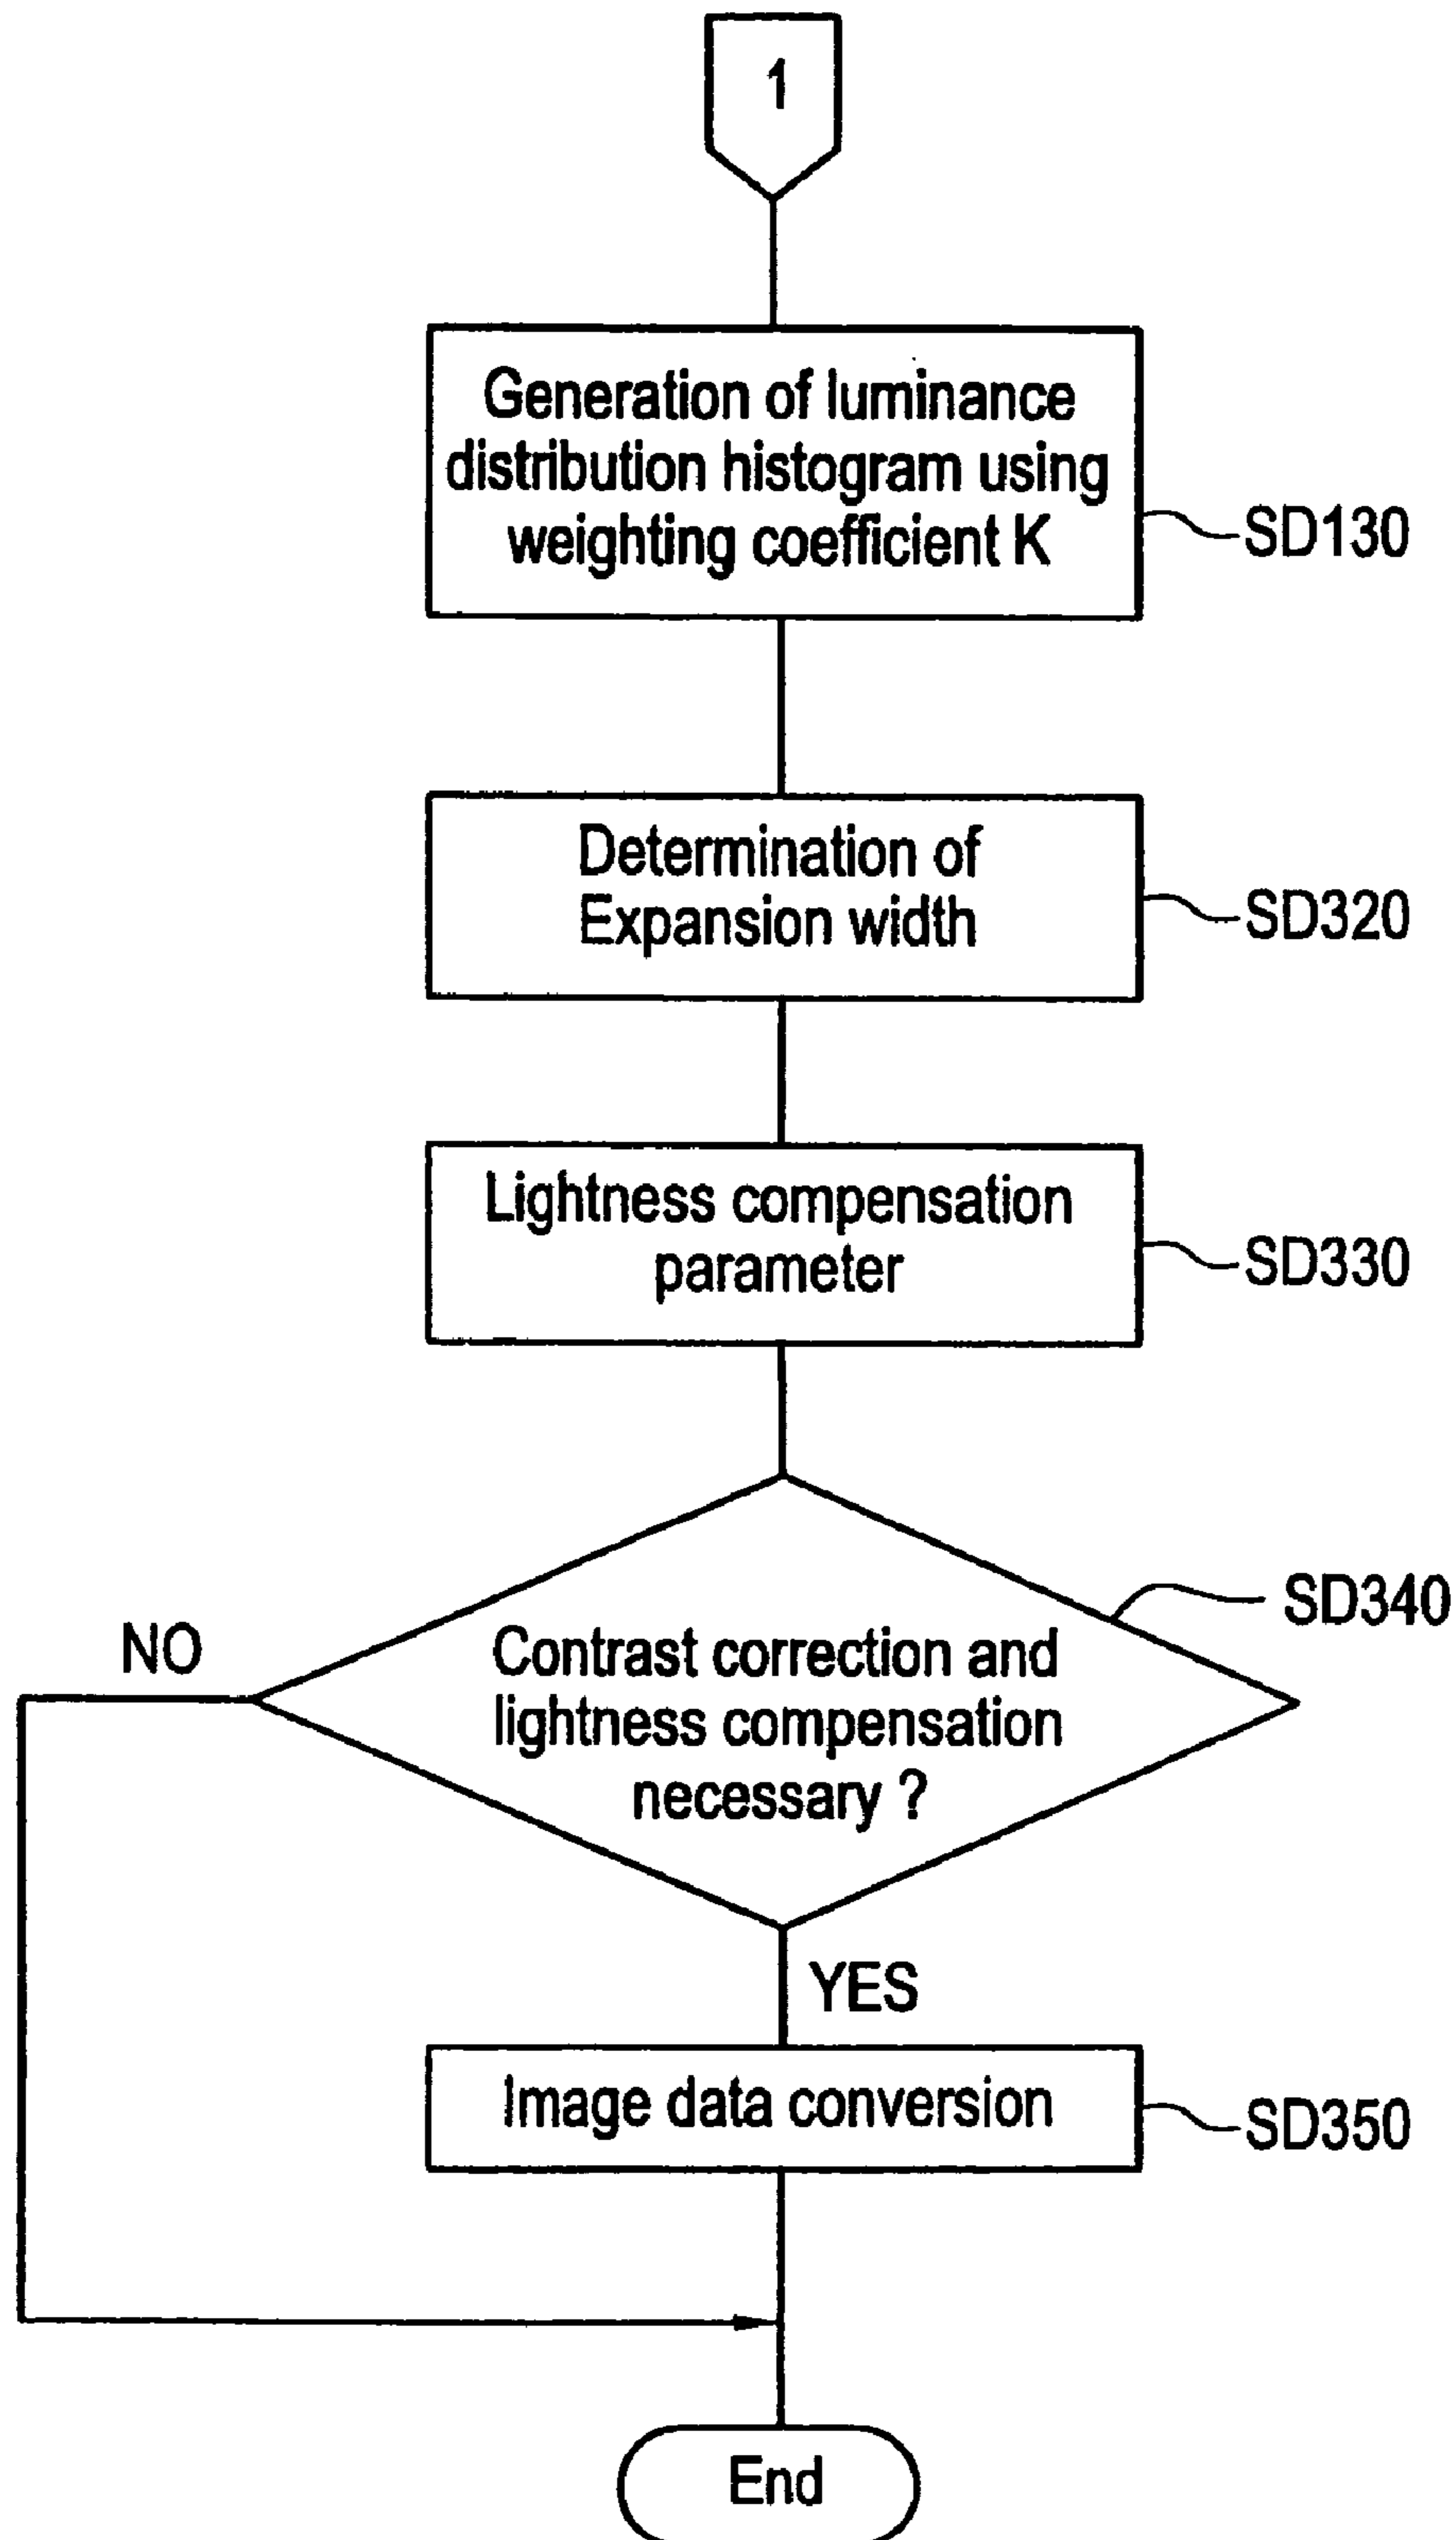 1
Generation of luminance
distribution histogram using
weighting coefficient K
SD130
Determination of
Expansion width
SD320
Lightness compensation
parameter
SD330
SD340
NO
Contrast correction and
lightness compensation
necessary ?
YES
Image data conversion
SD350
End